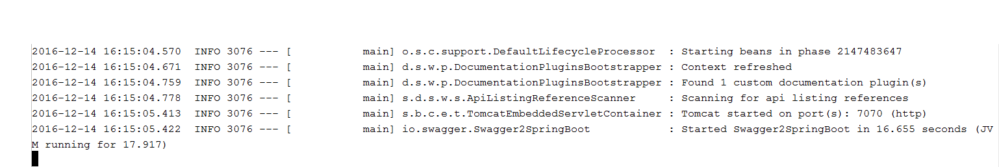 2016-12-14 16:15:04.570  INFO 3076 --- [           main] o.s.c.support.DefaultLifecycleProcessor  : Starting beans in phase 2147483647
2016-12-14 16:15:04.671  INFO 3076 --- [           main] d.s.w.p.DocumentationPluginsBootstrapper : Context refreshed
2016-12-14 16:15:04.759  INFO 3076 --- [           main] d.s.w.p.DocumentationPluginsBootstrapper : Found 1 custom documentation plugin(s)
2016-12-14 16:15:04.778  INFO 3076 --- [           main] s.d.s.w.s.ApiListingReferenceScanner     : Scanning for api listing references
2016-12-14 16:15:05.413  INFO 3076 --- [           main] s.b.c.e.t.TomcatEmbeddedServletContainer : Tomcat started on port(s): 7070 (http)
2016-12-14 16:15:05.422  INFO 3076 --- [           main] io.swagger.Swagger2SpringBoot            : Started Swagger2SpringBoot in 16.655 seconds (JV
M running for 17.917)